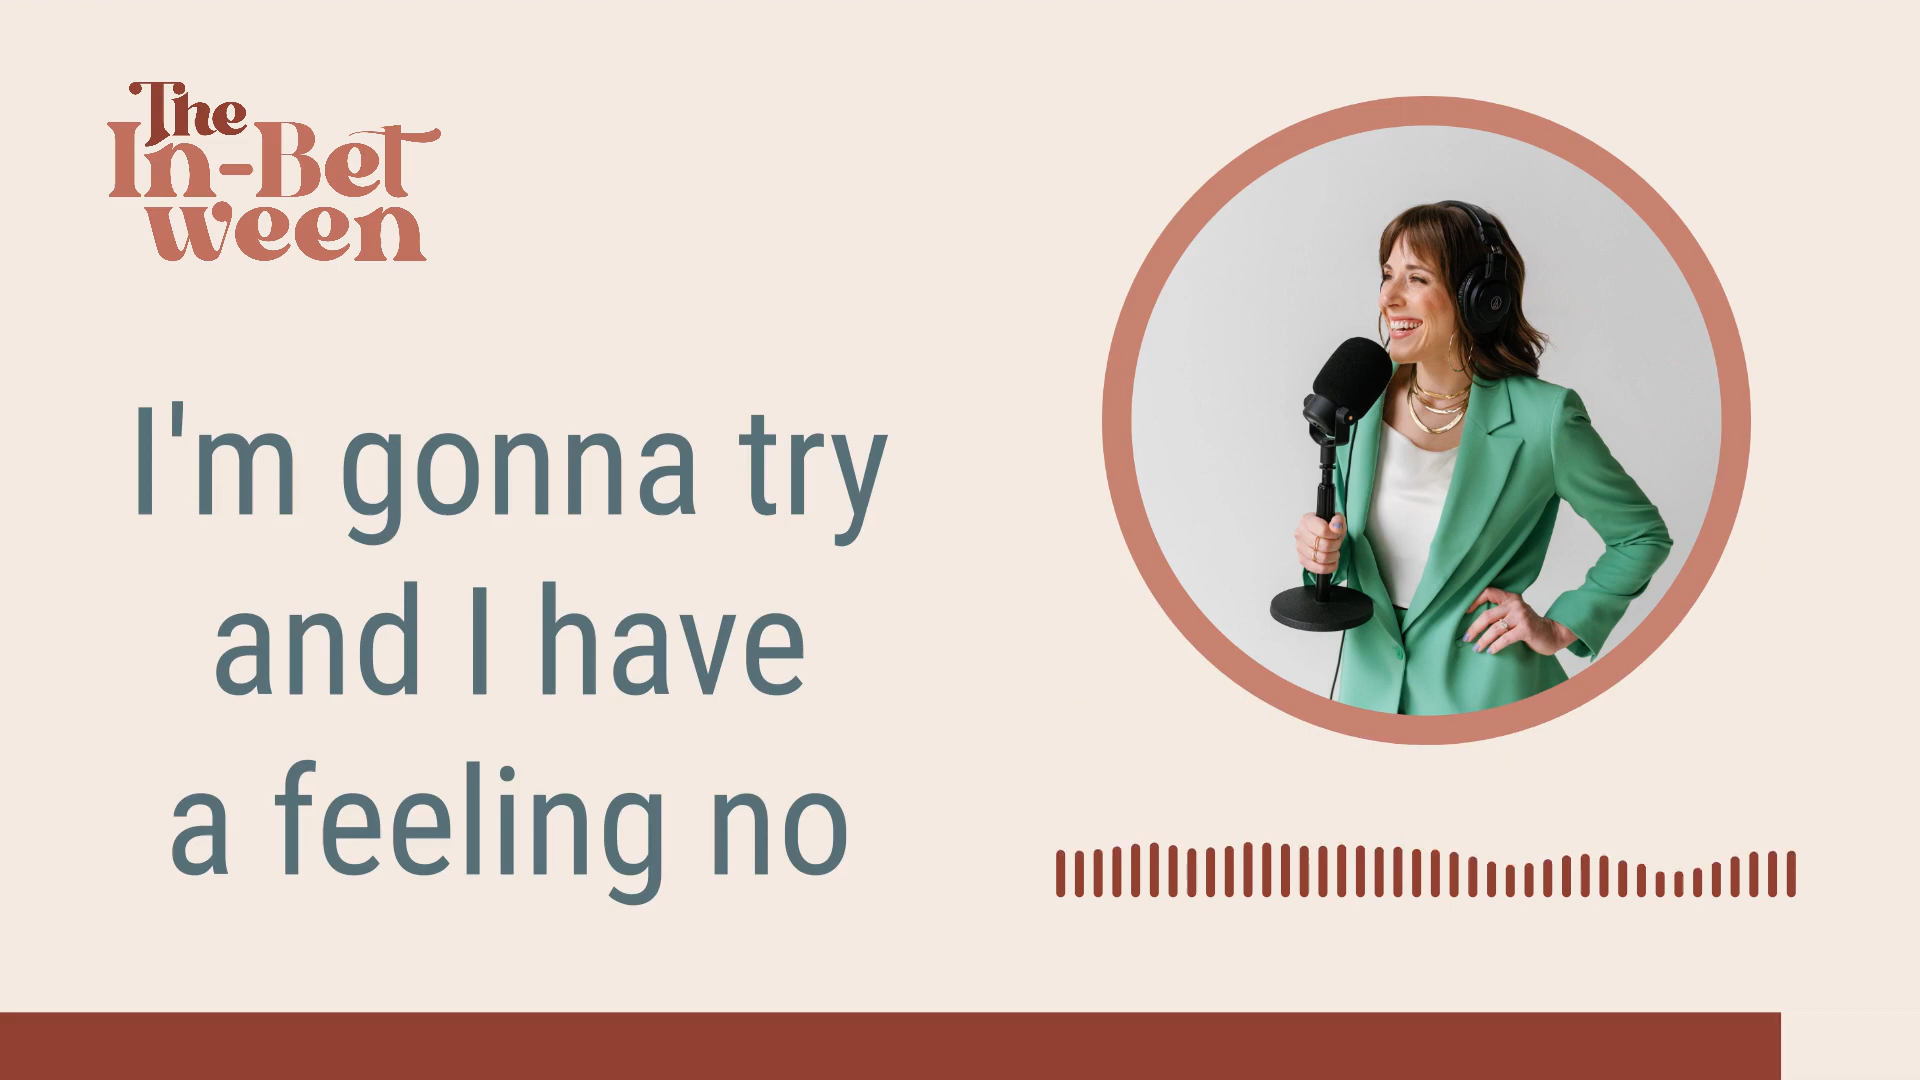 The
In-Bet
ween
I'm gonna try
and I have
a feeling no